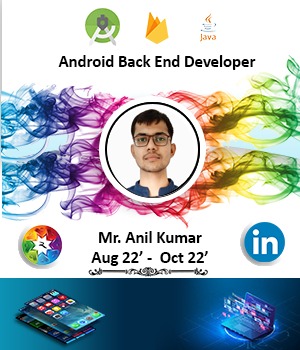 Java
Android Back End Developer
Mr. Anil Kumar
Aug 22’ - Oct 22’
in